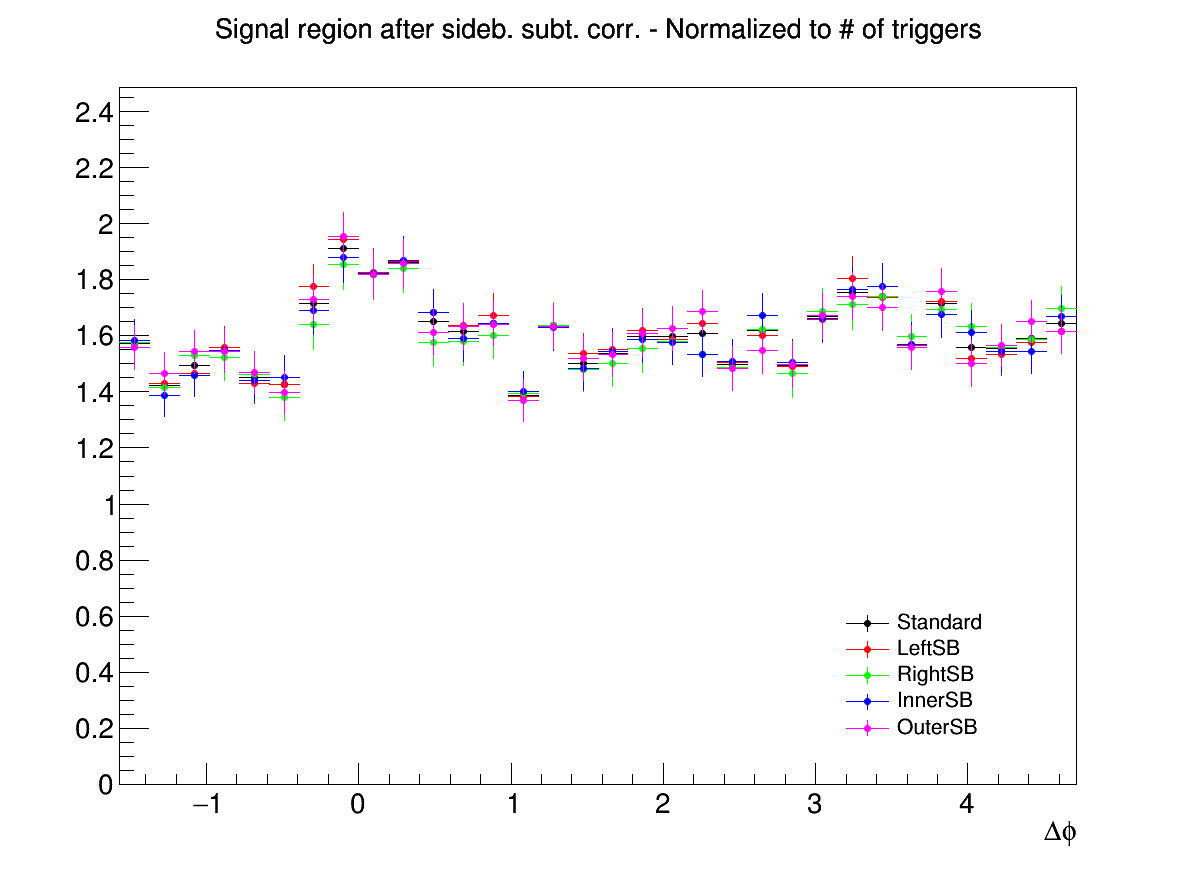 Signal region after sideb. subt. corr. - Normalized to # of triggers
2.4
2.2
2
1.8
1.6
1.4
1.2
1
0.8
0.6
0.4
0.2
0
Standard
LeftSB
RightSB
InnerSB
OuterSB
−1 0 1 2 3 4
Δϕ